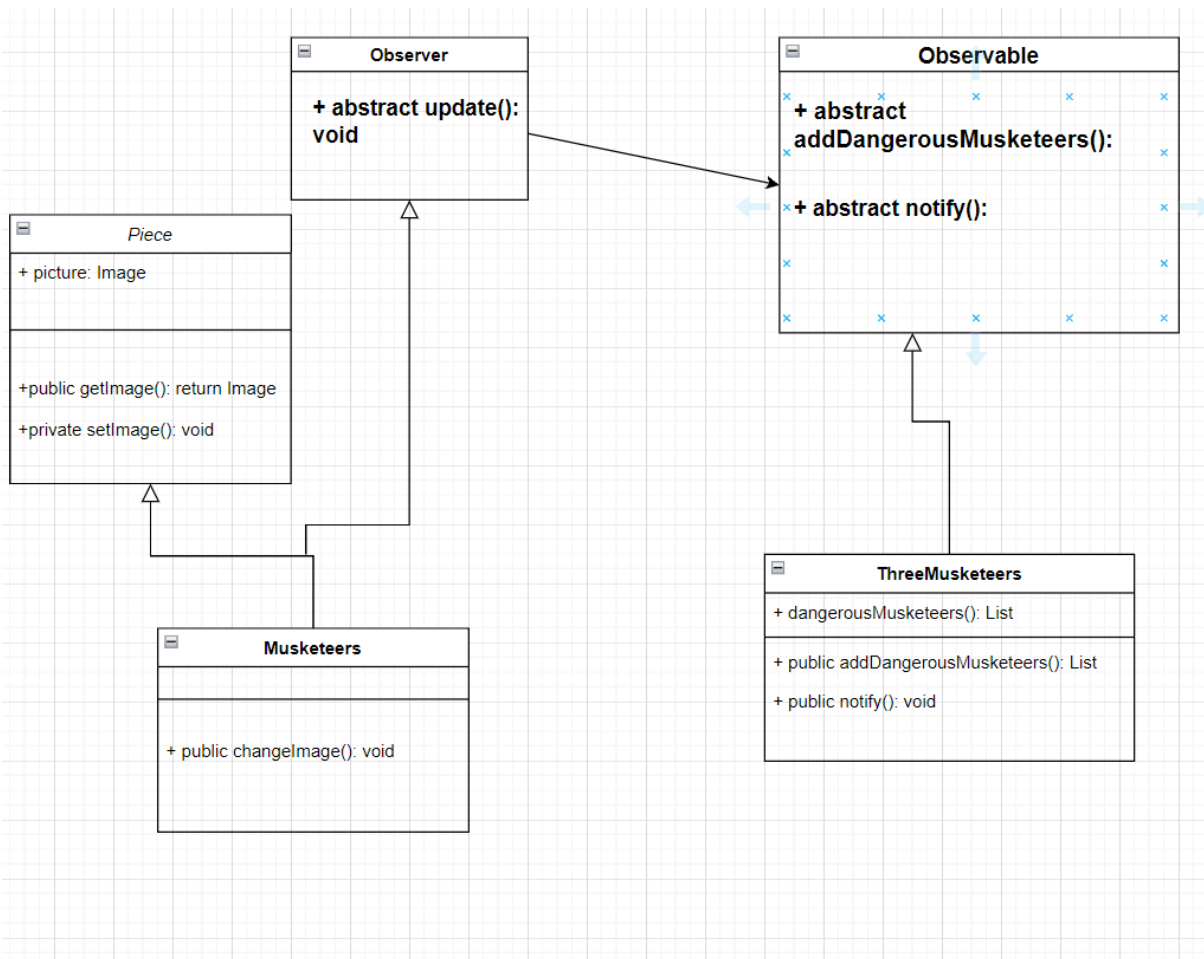 Observer
+ abstract update():
void
Observable
+ abstract
addDangerousMusketeers():
+ abstract notify():
Piece
+ picture: Image
+public getImage(): return Image
+private setImage(): void
Musketeers
+ public changeImage(): void
ThreeMusketeers
+ dangerousMusketeers(): List
+ public addDangerousMusketeers(): List
+ public notify(): void